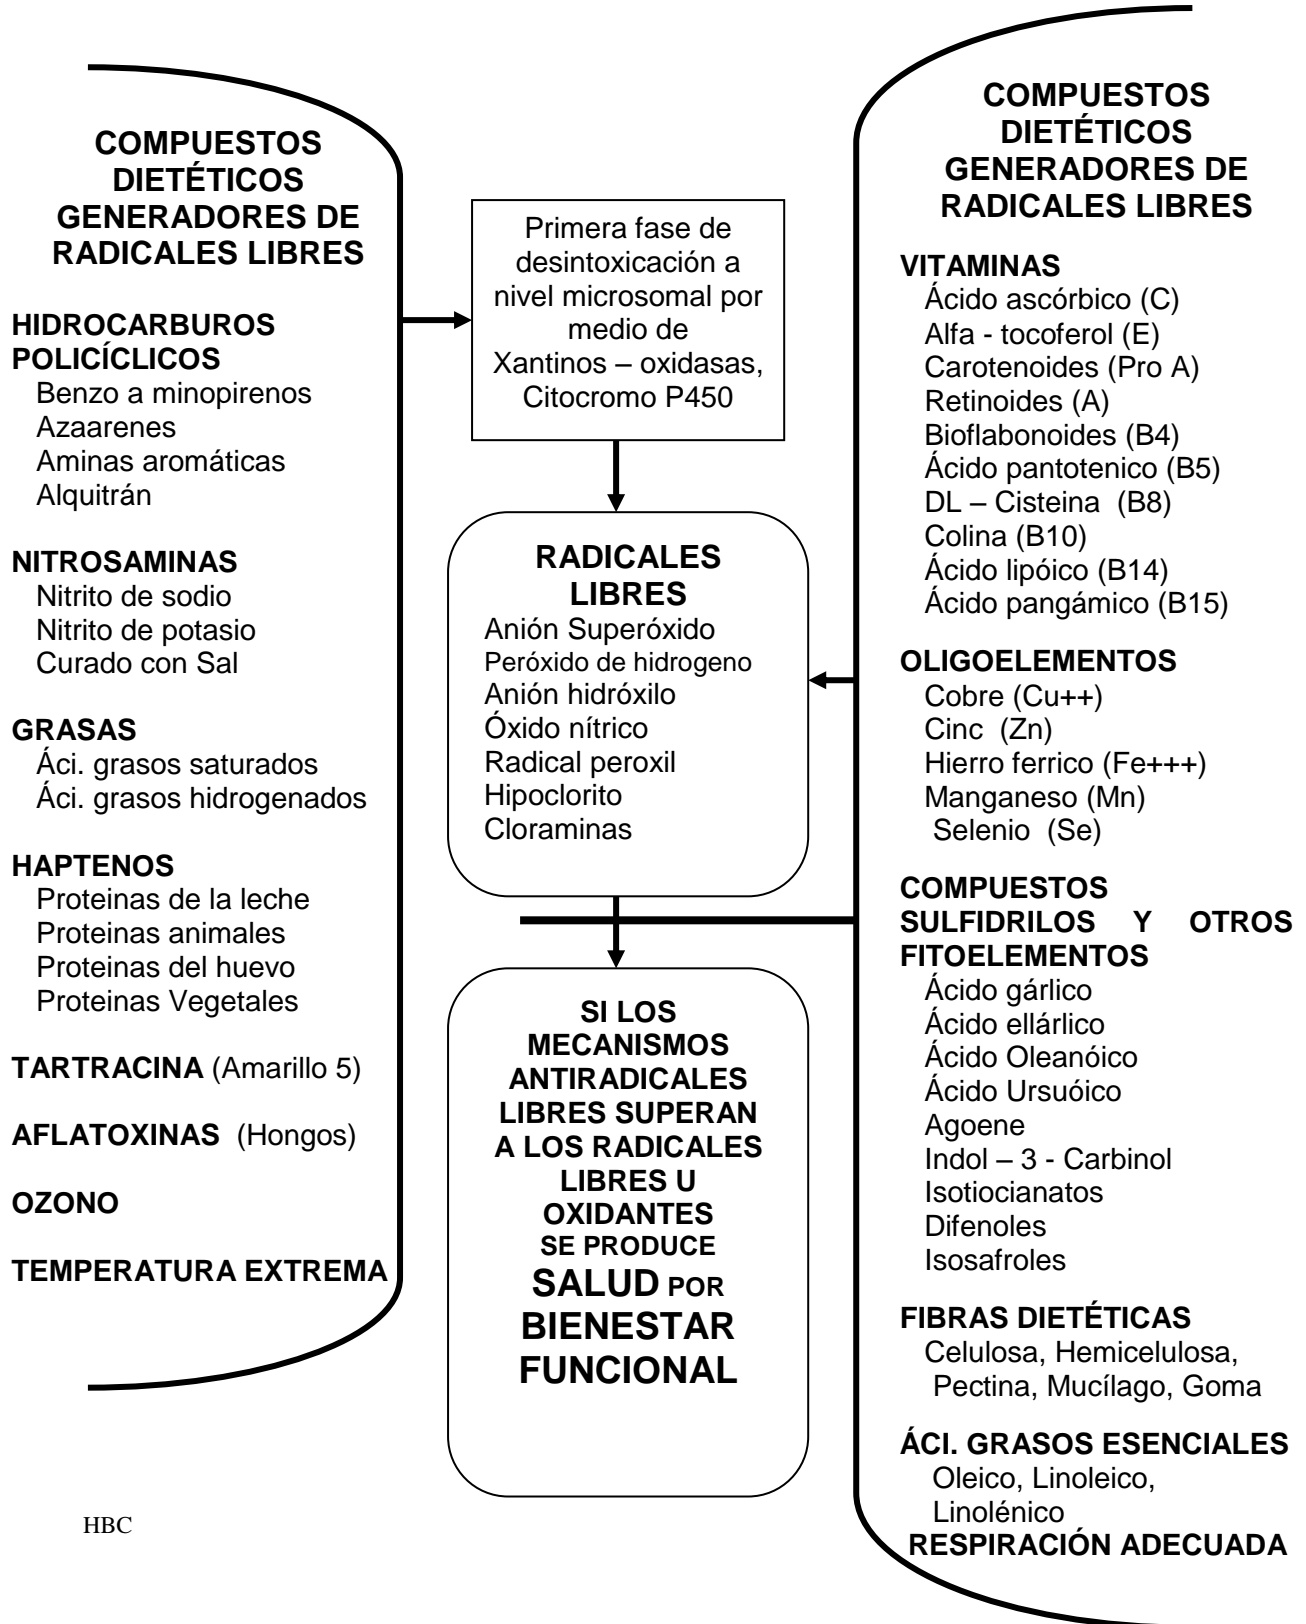 COMPUESTOS
DIETÉTICOS
GENERADORES DE
RADICALES LIBRES
HIDROCARBUROS
POLICÍCLICOS
Benzo a minopirenos
Azaarenes
Aminas aromáticas
Alquitrán
NITROSAMINAS
Nitrito de sodio
Nitrito de potasio
Curado con Sal
GRASAS
Áci. grasos saturados
Áci. grasos hidrogenados
HAPTENOS
Proteinas de la leche
Proteinas animales
Proteinas del huevo
Proteinas Vegetales
TARTRACINA (Amarillo 5)
AFLATOXINAS (Hongos)
OZONO
TEMPERATURA EXTREMA
HBC
Primera fase de
desintoxicación a
nivel microsomal por
medio de
Xantinos – oxidasas,
Citocromo P450
RADICALES
LIBRES
Anión Superóxido
Peróxido de hidrogeno
Anión hidróxilo
Óxido nítrico
Radical peroxil
Hipoclorito
Cloraminas
SI LOS
MECANISMOS
ANTIRADICALES
LIBRES SUPERAN
A LOS RADICALES
LIBRES U
OXIDANTES
SE PRODUCE
SALUD POR
BIENESTAR
FUNCIONAL
COMPUESTOS
DIETÉTICOS
GENERADORES DE
RADICALES LIBRES
VITAMINAS
Ácido ascórbico (C)
Alfa - tocoferol (E)
Carotenoides (Pro A)
Retinoides (A)
Bioflabonoides (B4)
Ácido pantotenico (B5)
DL – Cisteina (B8)
Colina (B10)
Ácido lipóico (B14)
Ácido pangámico (B15)
OLIGOELEMENTOS
Cobre (Cu++)
Cinc (Zn)
Hierro ferrico (Fe+++)
Manganeso (Mn)
Selenio (Se)
COMPUESTOS
SULFIDRILOS Y OTROS
FITOELEMENTOS
Ácido gárlico
Ácido ellárlico
Ácido Oleanóico
Ácido Ursuóico
Agoene
Indol – 3 - Carbinol
Isotiocianatos
Difenoles
Isosafroles
FIBRAS DIETÉTICAS
Celulosa, Hemicelulosa,
Pectina, Mucílago, Goma
ÁCI. GRASOS ESENCIALES
Oleico, Linoleico,
Linolénico
RESPIRACIÓN ADECUADA